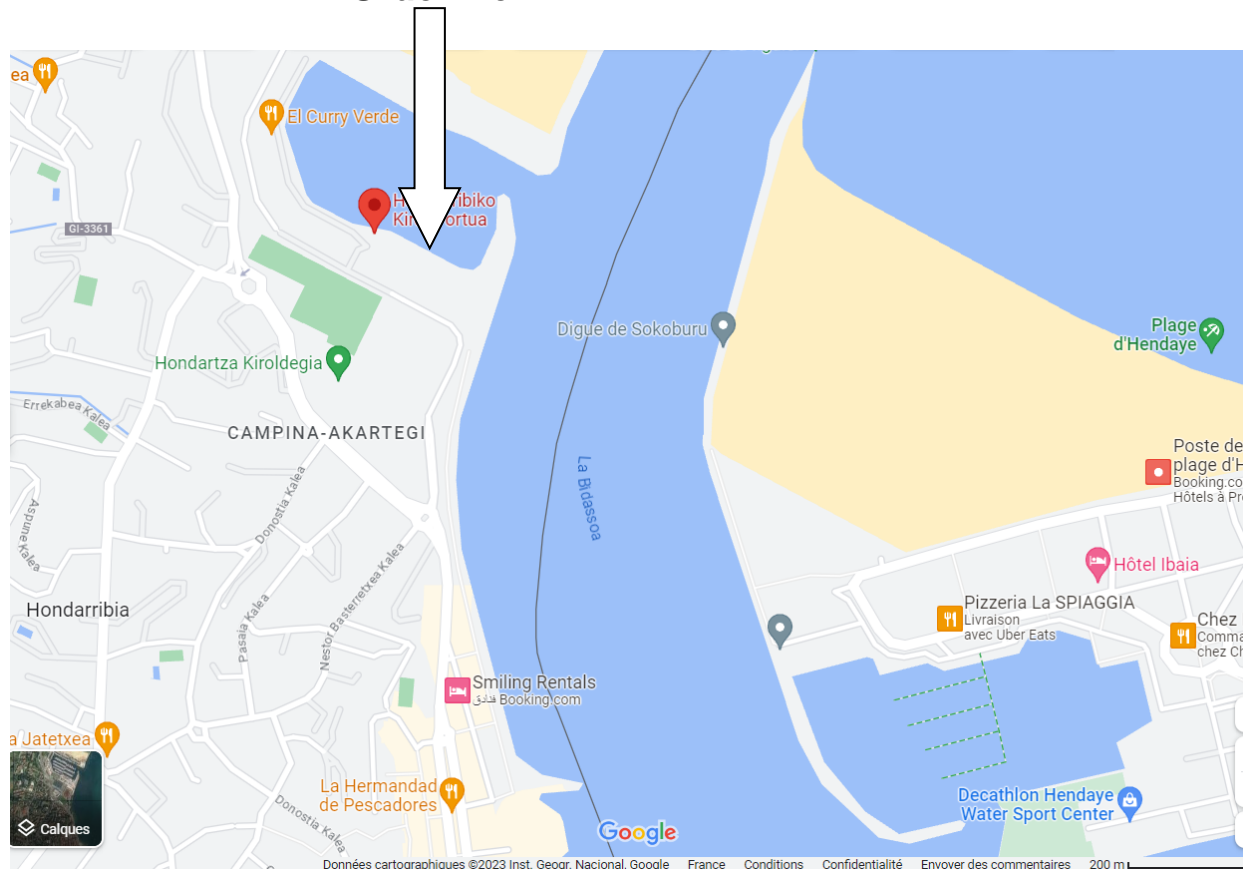 ea
El Curry Verde
GI-3361
Digue de Sokoburu
Plage
d'Hendaye
Hondartza Kiroldegia
Errekabea Kalea
CAMPINA-AKARTEGI
Donostia Kalea
Aspune Kalea
La Bidassoa
Poste de
plage d'H
Booking.co
Hôtels à Pr
Nestor Basterretxea Kalea
Hôtel Ibaia
Hondarribia
Pasaia Kalea
Pizzeria La SPIAGGIA
Livraison
avec Uber Eats
Chez
Comma
chez Ch
Smiling Rentals
فنادق Booking.com
a Jatetxea
La Hermandad
de Pescadores
Donostia Kalea
Decathlon Hendaye
Water Sport Center
Calques
Google
Données cartographiques ©2023 Inst. Geogr. Nacional, Google France Conditions Confidentialité Envoyer des commentaires 200 m